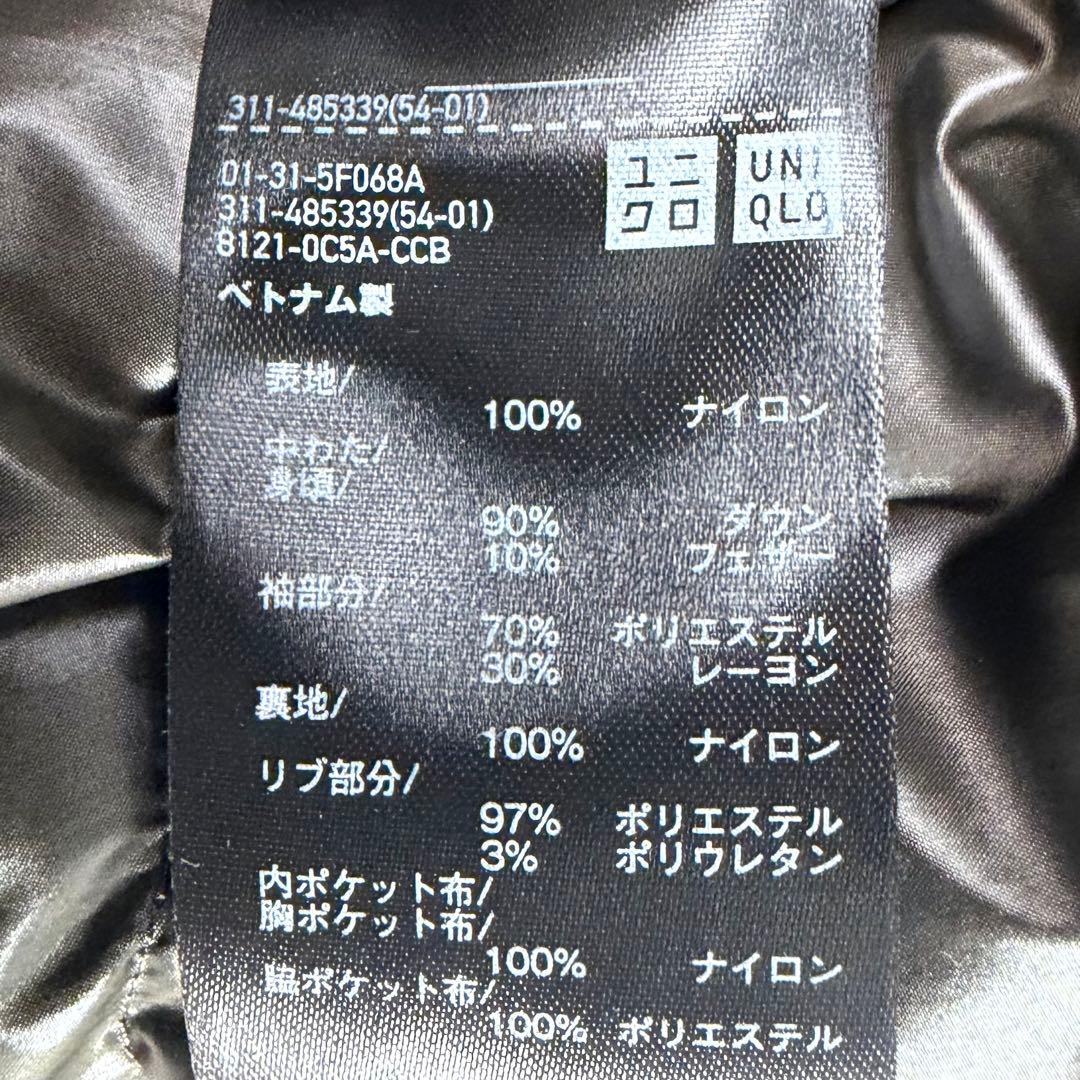 311-485339(54-01)
01-31-5F068A
311-485339(54-01)
8121-0C5A-CCB
ユニ
クロ
UNI
QLO
ベトナム製
表地/
100% ナイロン
中わた/
身頃/
90% ダウン
10% フェザー
袖部分/
70% ポリエステル
30% レーヨン
裏地/
100% ナイロン
リブ部分/
97% ポリエステル
3% ポリウレタン
内ポケット布/
胸ポケット布/
100% ナイロン
脇ポケット布/
100% ポリエステル